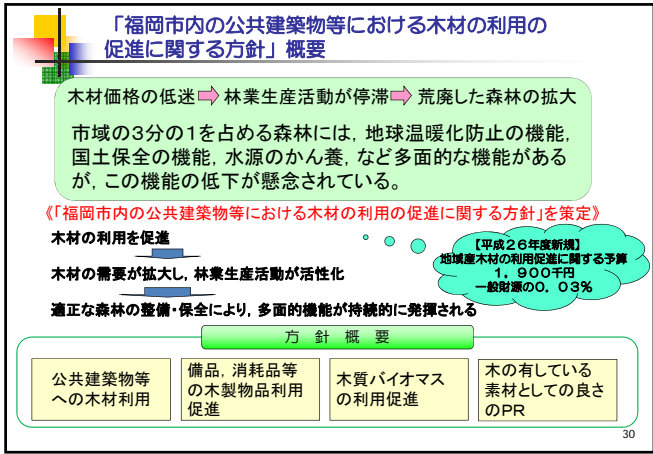 「福岡市内の公共建築物等における木材の利用の
促進に関する方針」概要
木材価格の低迷⇨林業生産活動が停滞⇨荒廃した森林の拡大
市域の3分の1を占める森林には，地球温暖化防止の機能，
国土保全の機能，水源のかん養，など多面的な機能がある
が，この機能の低下が懸念されている。
《「福岡市内の公共建築物等における木材の利用の促進に関する方針」を策定》
木材の利用を促進
木材の需要が拡大し，林業生産活動が活性化
適正な森林の整備・保全により，多面的機能が持続的に発揮される
【平成２６年度新規】
地域産木材の利用促進に関する予算
１，９００千円
一般財源の０．０３％
方 針 概 要
公共建築物等
への木材利用
備品，消耗品等
の木製物品利用
促進
木質バイオマス
の利用促進
木の有している
素材としての良さ
のＰＲ
30